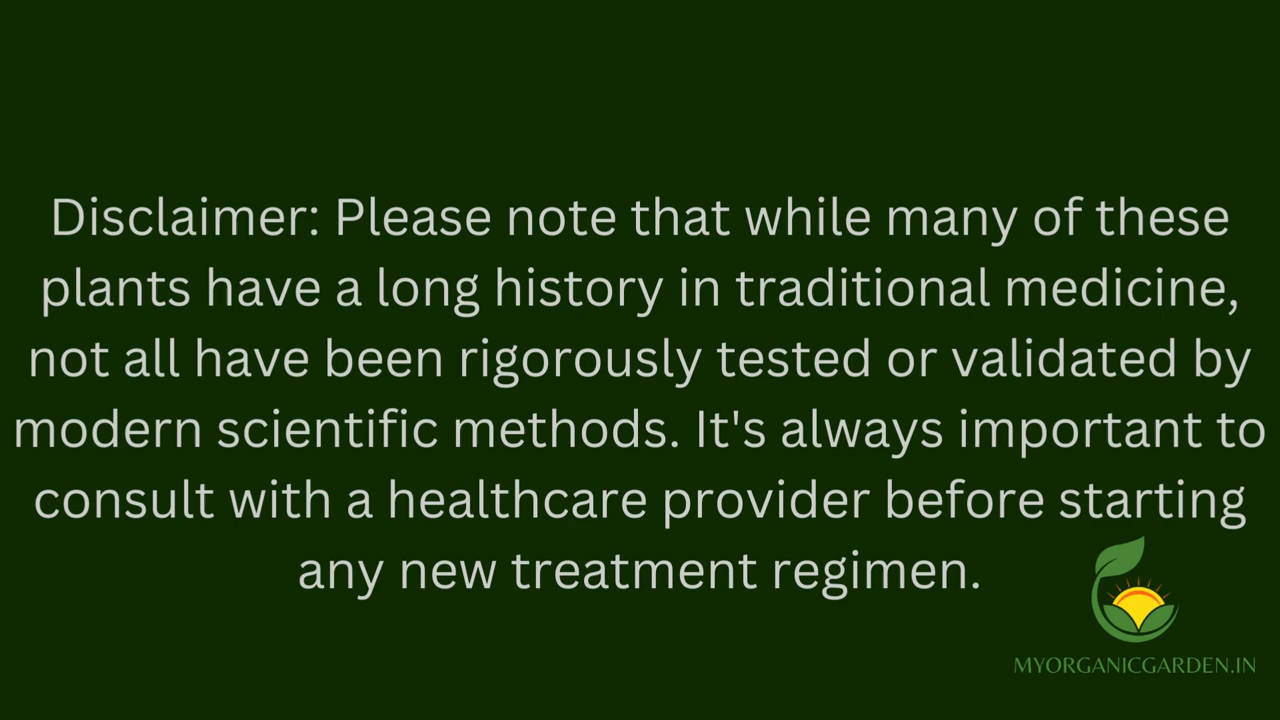 Disclaimer: Please note that while many of these
plants have a long history in traditional medicine,
not all have been rigorously tested or validated by
modern scientific methods. It's always important to
consult with a healthcare provider before starting
any new treatment regimen.
MYORGANICGARDEN.IN